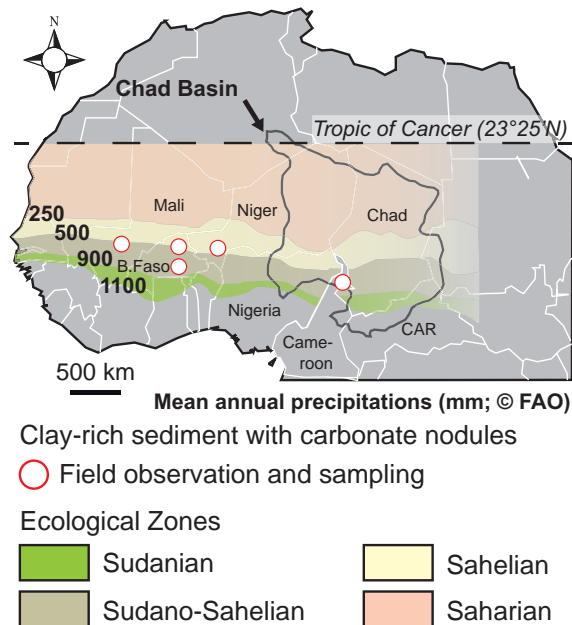 N
Chad Basin
Tropic of Cancer (23°25'N)
Mali
Niger
Chad
250
500
900
B.Faso
1100
Nigeria
Came-
roon
CAR
500 km
Mean annual precipitations (mm; © FAO)
Clay-rich sediment with carbonate nodules
Field observation and sampling
Ecological Zones
Sudanian
Sahelian
Sudano-Sahelian
Saharian